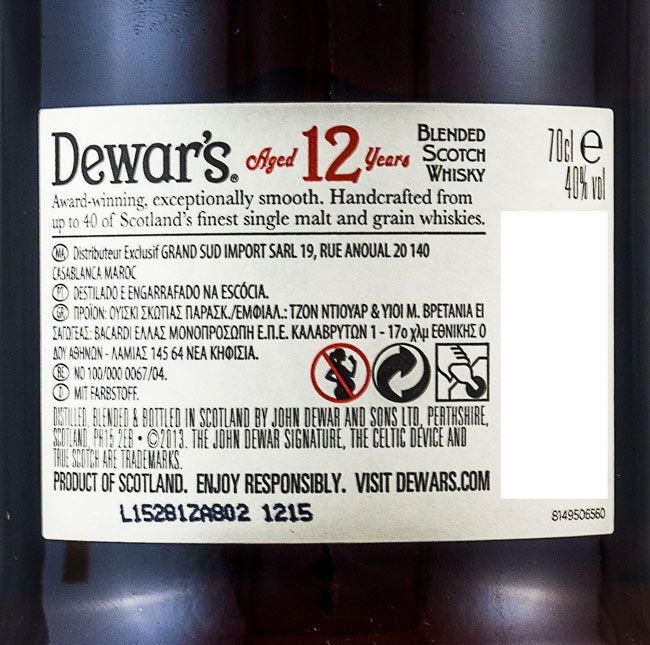 Dewar's® Aged 12 Years BLENDED SCOTCH WHISKY
70cl e
40% vol
Award-winning, exceptionally smooth. Handcrafted from
up to 40 of Scotland's finest single malt and grain whiskies.
MA Distributeur Exclusif GRAND SUD IMPORT SARL 19, RUE ANOUAL 20 140
CASABLANCA MAROC
P DESTILADO E ENGARRAFADO NA ESCÓCIA.
GR ΠΡΟΪΟΝ: ΟΥΙΣΚΙ ΣΚΩΤΙΑΣ ΠΑΡΑΣΚ./ΕΜΦΙΑΛ.: ΤΖΟΝ ΝΤΙΟΥΑΡ & ΥΙΟΙ Μ. ΒΡΕΤΑΝΙΑ ΕΙ
ΣΑΓΩΓΕΑΣ: BACARDI ΕΛΛΑΣ ΜΟΝΟΠΡΟΣΩΠΗ Ε.Π.Ε. ΚΑΛΑΒΡΥΤΩΝ 1 - 17ο χλμ ΕΘΝΙΚΗΣ Ο
ΔΟΥ ΑΘΗΝΩΝ - ΛΑΜΙΑΣ 145 64 ΝΕΑ ΚΗΦΙΣΙΑ.
BE NO 100/000 0067/04.
D MIT FARBSTOFF.
DISTILLED, BLENDED & BOTTLED IN SCOTLAND BY JOHN DEWAR AND SONS LTD, PERTHSHIRE,
SCOTLAND, PH15 2EB • ©2013. THE JOHN DEWAR SIGNATURE, THE CELTIC DEVICE AND
TRUE SCOTCH ARE TRADEMARKS.
PRODUCT OF SCOTLAND. ENJOY RESPONSIBLY. VISIT DEWARS.COM
L15281ZA802 1215
8149506560